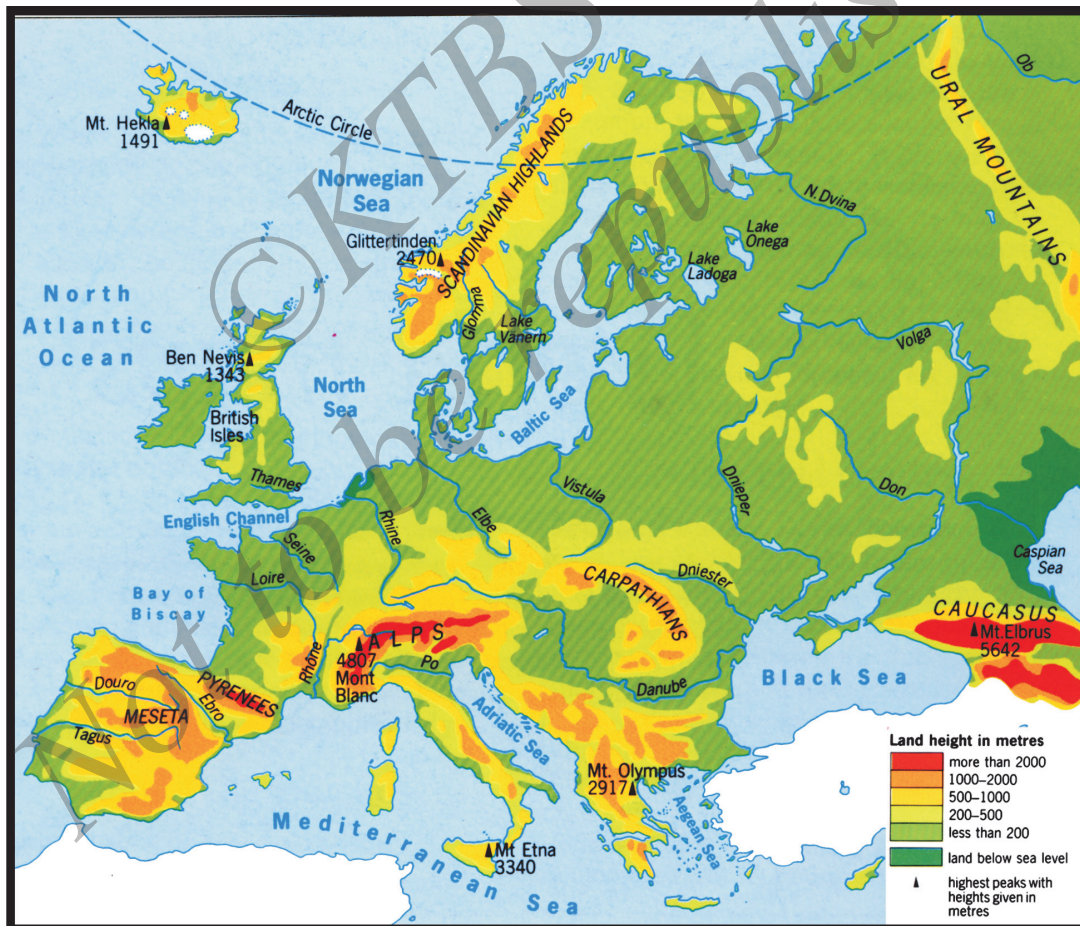 Arctic Circle
Ob
URAL MOUNTAINS
Mt. Hekla
1491
Norwegian
Sea
SCANDINAVIAN HIGHLANDS
N.Dvina
Glittertinden
2470
Lake
Onega
Lake
Ladoga
North
Atlantic
Ocean
Glomma
Lake
Vanern
Volga
Ben Nevis
1343
North
Sea
British
Isles
Baltic Sea
Thames
English Channel
Vistula
Dnieper
Don
Rhine
Elbe
Seine
Loire
Caspian
Sea
Bay of
Biscay
CARPATHIANS
Dniester
CAUCASUS
Mt.Elbrus
5642
ALPS
4807
Mont
Blanc
Rhône
Po
Danube
Black Sea
Douro
PYRENEES
MESETA
Ebro
Tagus
Adriatic Sea
Mt. Olympus
2917
Aegean Sea
Mediterranean Sea
Mt Etna
3340
Land height in metres
more than 2000
1000–2000
500–1000
200–500
less than 200
land below sea level
highest peaks with
heights given in
metres
©KTBS
Not to be republis